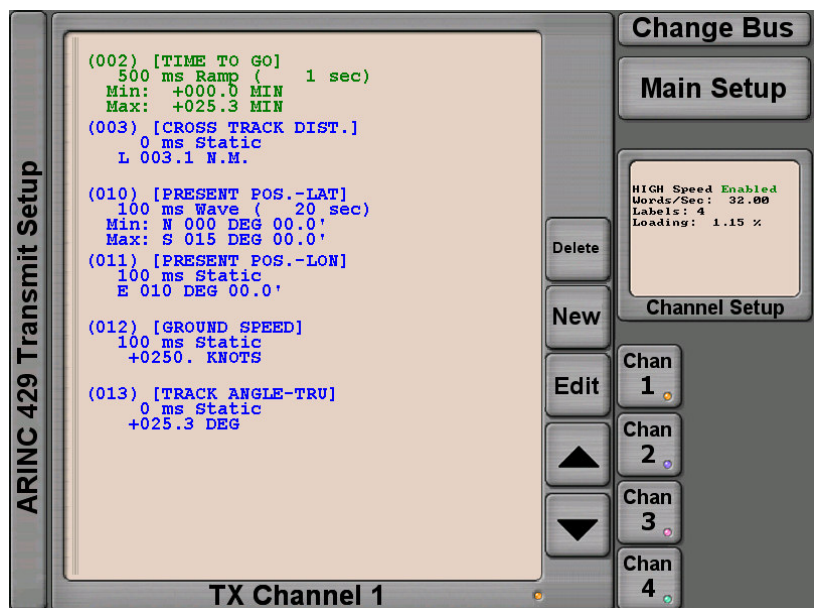 ARINC 429 Transmit Setup
(002) [TIME TO GO]
500 ms Ramp (   1 sec)
Min:  +000.0 MIN
Max:  +025.3 MIN
(003) [CROSS TRACK DIST.]
0 ms Static
L 003.1 N.M.
(010) [PRESENT POS.-LAT]
100 ms Wave (  20 sec)
Min: N 000 DEG 00.0'
Max: S 015 DEG 00.0'
(011) [PRESENT POS.-LON]
100 ms Static
E 010 DEG 00.0'
(012) [GROUND SPEED]
100 ms Static
+0250. KNOTS
(013) [TRACK ANGLE-TRU]
0 ms Static
+025.3 DEG
TX Channel 1
Delete
New
Edit
Change Bus
Main Setup
HIGH Speed Enabled
Words/Sec:  32.00
Labels: 4
Loading:  1.15 %
Channel Setup
Chan
1
Chan
2
Chan
3
Chan
4